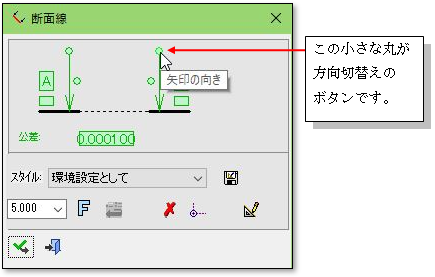 断面線
この小さな丸が
方向切替えの
ボタンです。
A
A
矢印の向き
公差:
0.000100
スタイル:
環境設定として
5.000
F